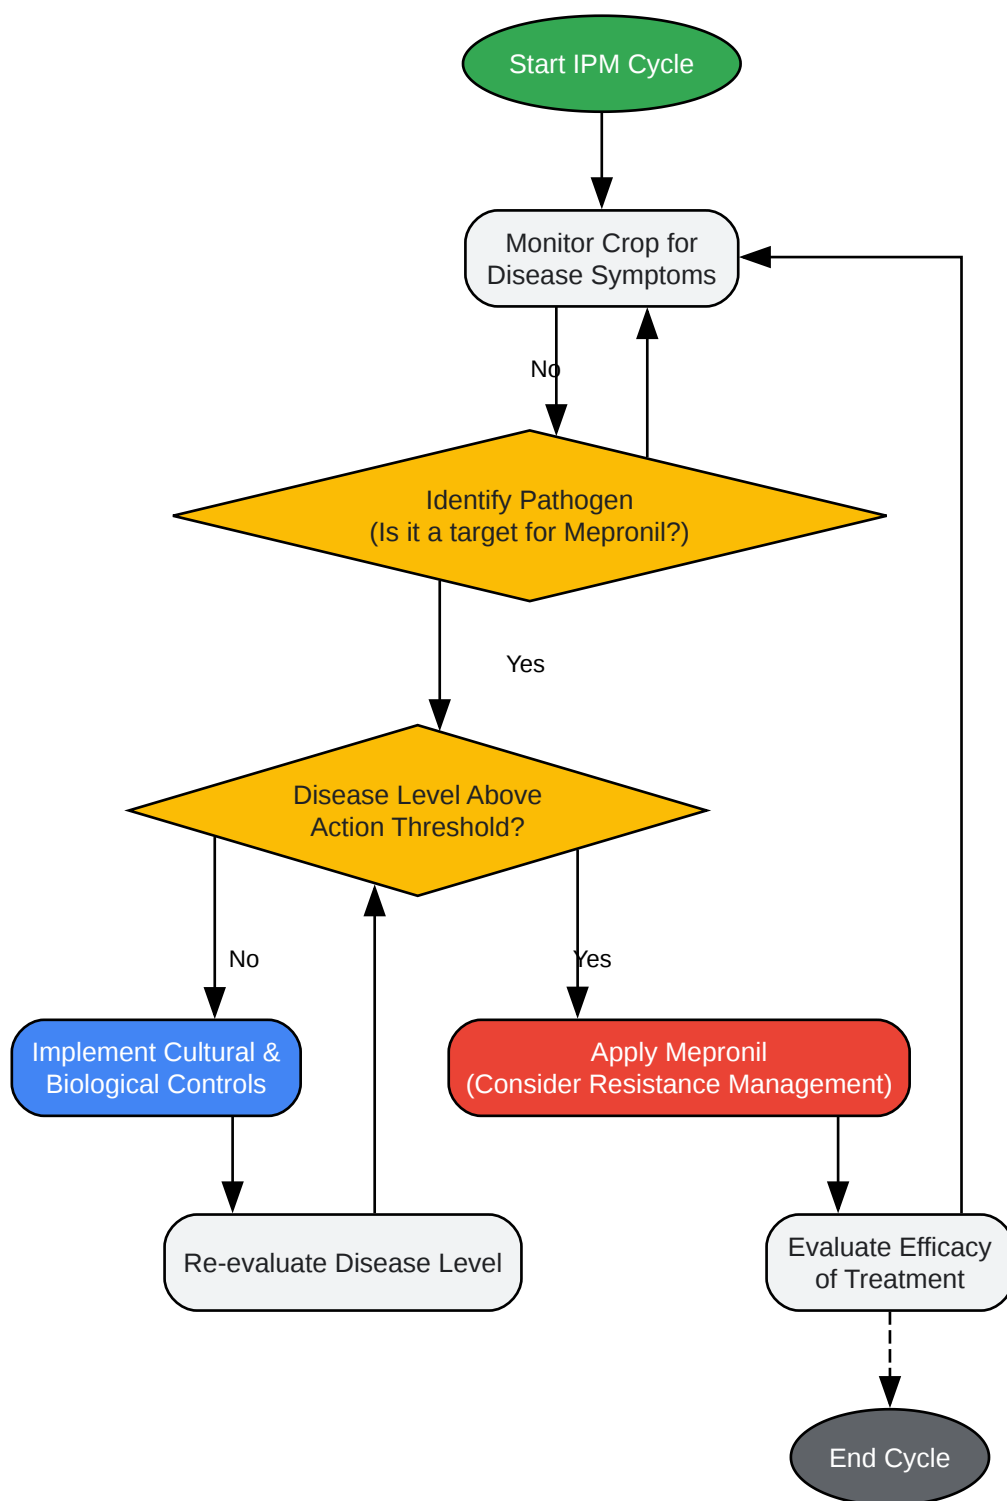 Start IPM Cycle
Monitor Crop for
Disease Symptoms
No
Identify Pathogen
(Is it a target for Mepronil?)
Yes
Disease Level Above
Action Threshold?
No
Yes
Implement Cultural &
Biological Controls
Apply Mepronil
(Consider Resistance Management)
Re-evaluate Disease Level
Evaluate Efficacy
of Treatment
End Cycle